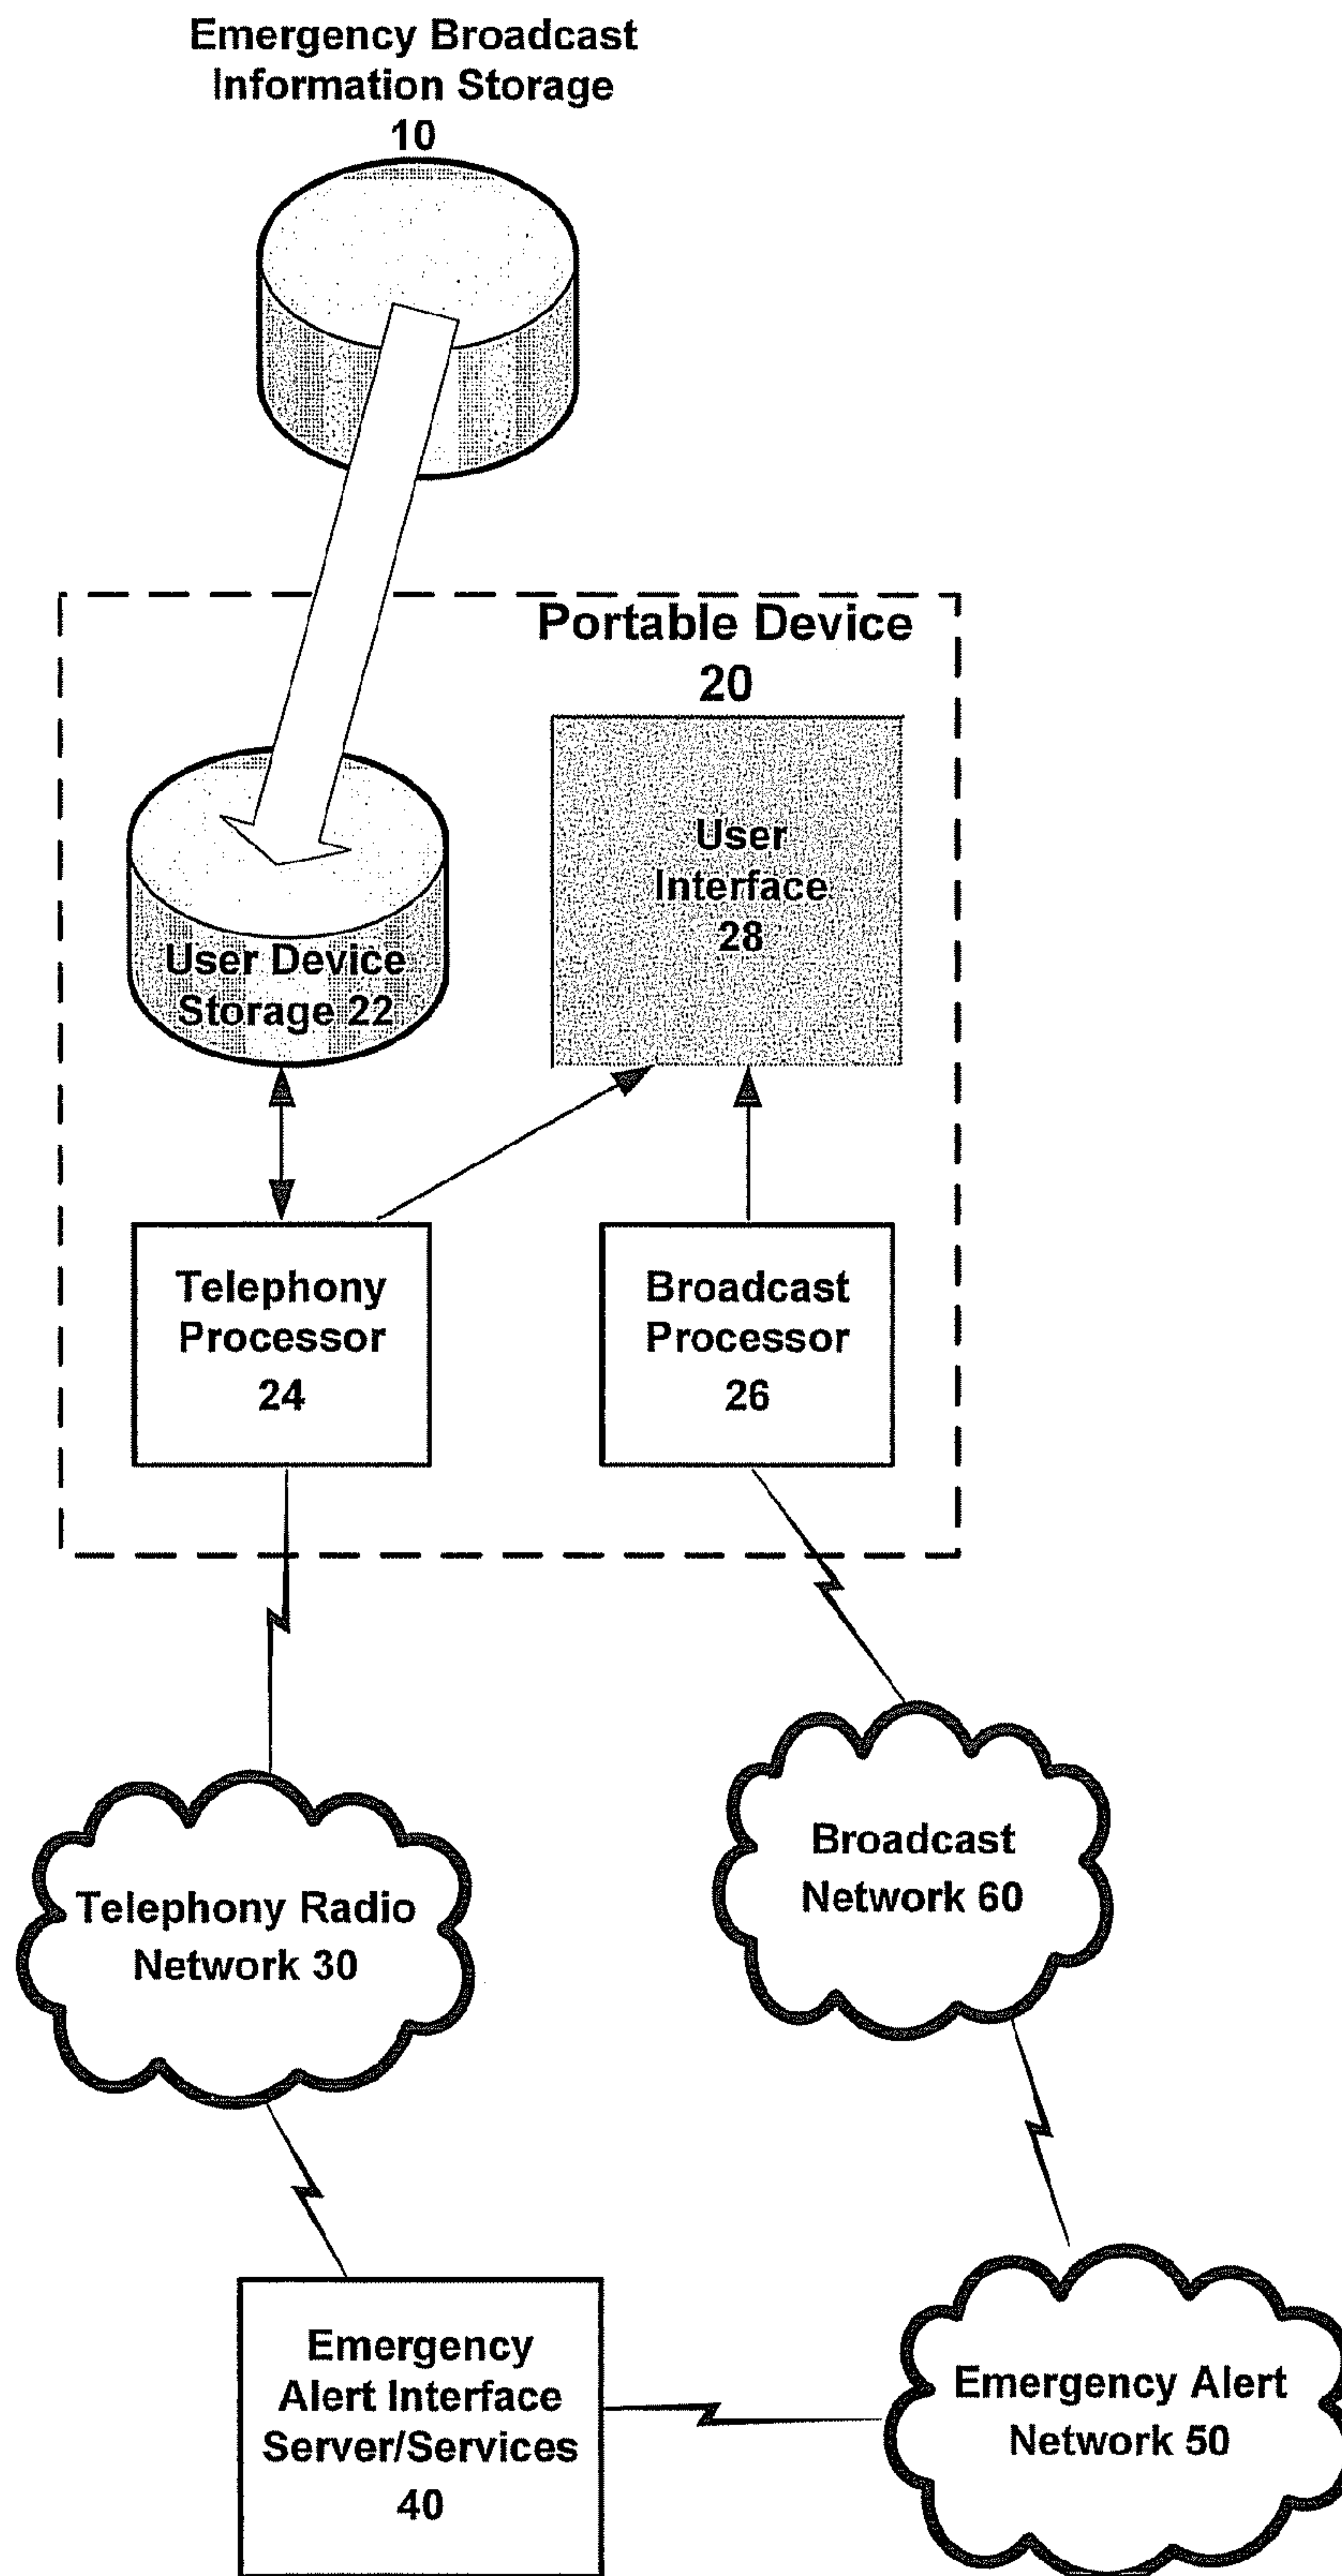 Emergency Broadcast
Information Storage
10
Portable Device
20
User
Interface
28
User Device
Storage 22
Telephony
Processor
24
Broadcast
Processor
26
Broadcast
Network 60
Telephony Radio
Network 30
Emergency
Alert Interface
Server/Services
40
Emergency Alert
Network 50